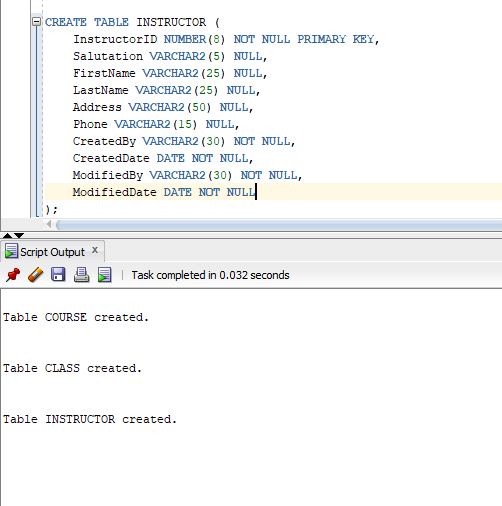 CREATE TABLE INSTRUCTOR (
InstructorID NUMBER(8) NOT NULL PRIMARY KEY,
Salutation VARCHAR2(5) NULL,
FirstName VARCHAR2(25) NULL,
LastName VARCHAR2(25) NULL,
Address VARCHAR2(50) NULL,
Phone VARCHAR2(15) NULL,
CreatedBy VARCHAR2(30) NOT NULL,
CreatedDate DATE NOT NULL,
ModifiedBy VARCHAR2(30) NOT NULL,
ModifiedDate DATE NOT NULL
);
Script Output x
Task completed in 0.032 seconds
Table COURSE created.
Table CLASS created.
Table INSTRUCTOR created.